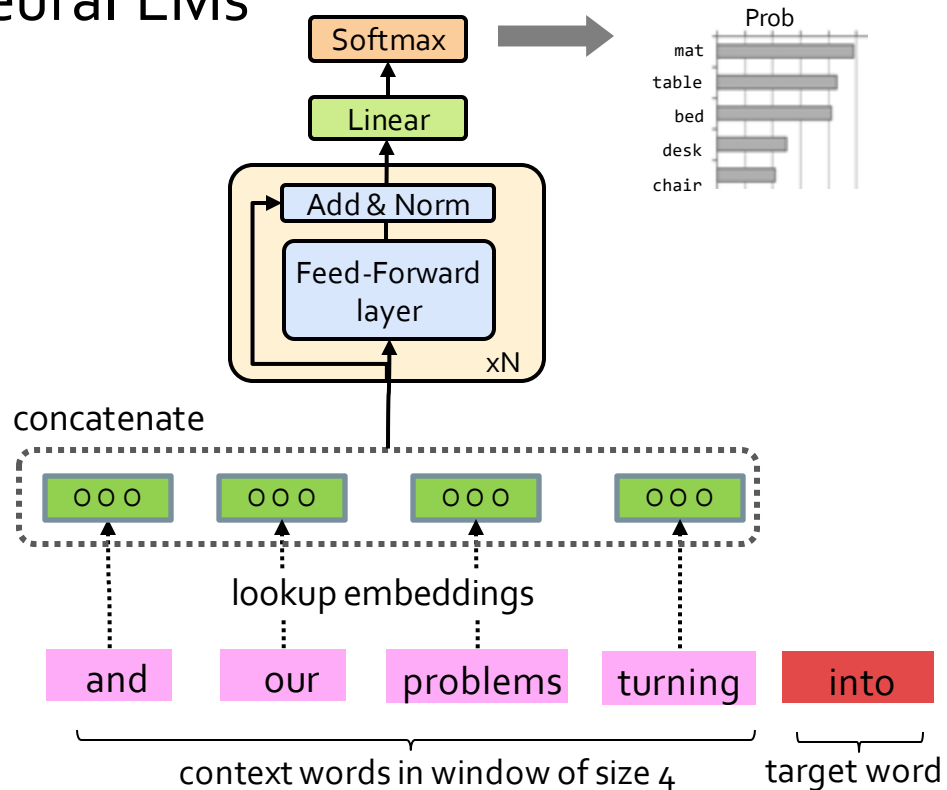 eural LMs
Softmax
Prob
mat
table
bed
desk
chair
Linear
Add & Norm
Feed-Forward
layer
xN
concatenate
O O O
O O O
O O O
O O O
lookup embeddings
and
our
problems
turning
into
context words in window of size 4
target word